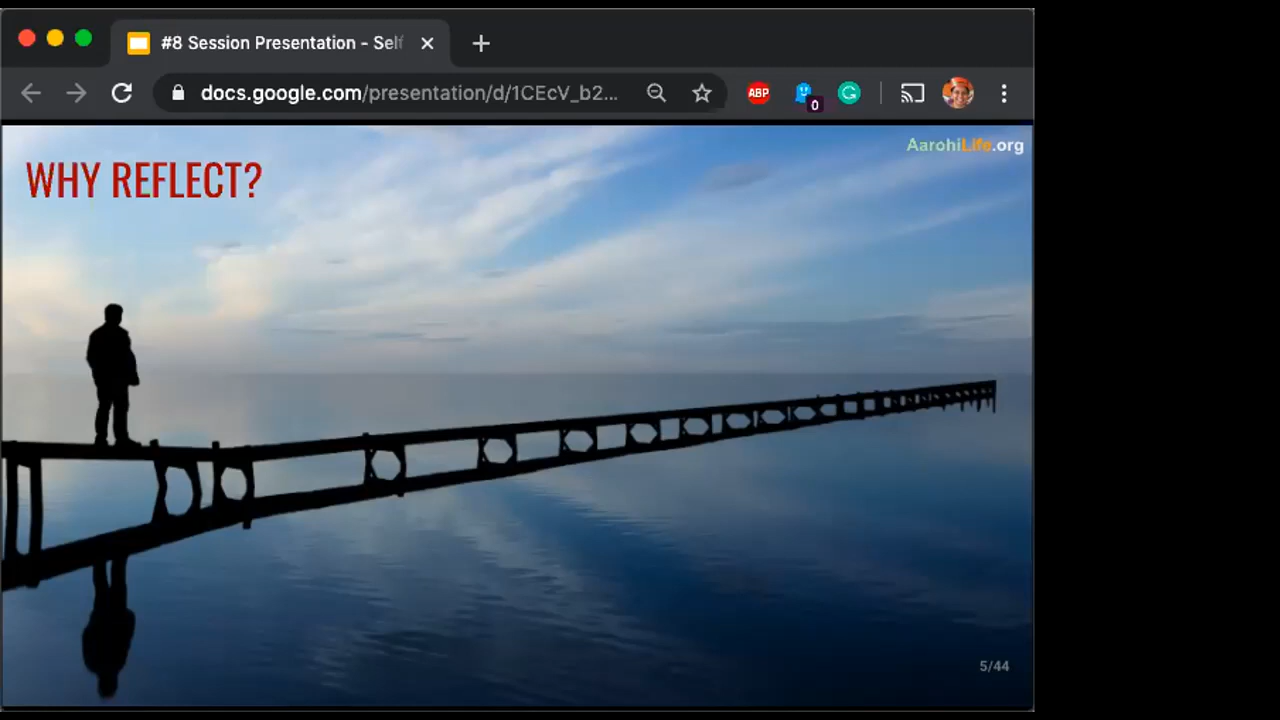 #8 Session Presentation - Self
docs.google.com/presentation/d/1CEcV_b2...
ABP
0
AarohiLife.org
WHY REFLECT?
5/44